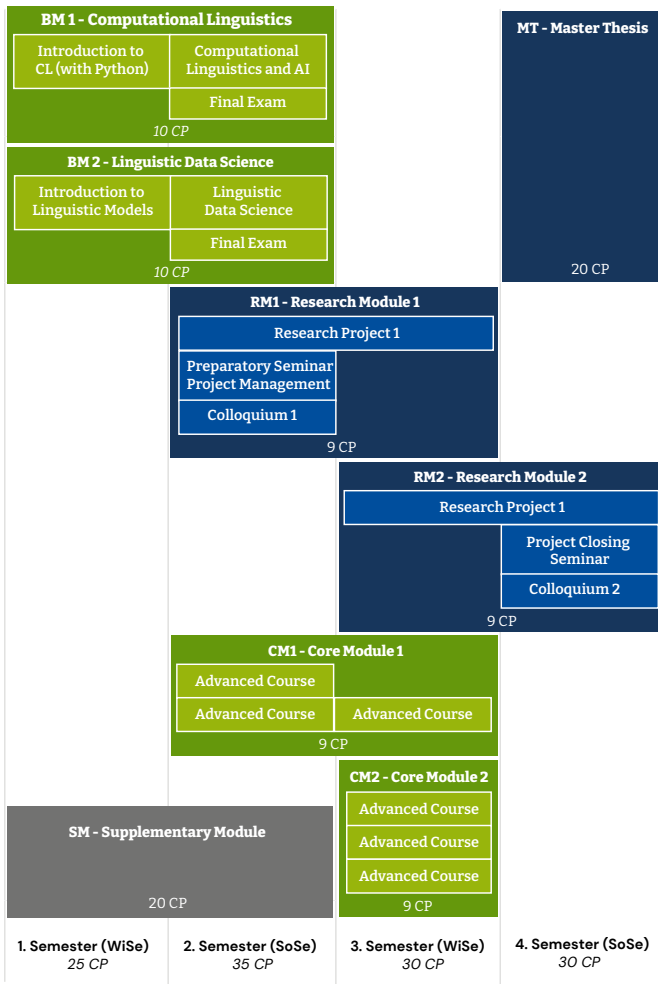 BM 1 - Computational Linguistics
Introduction to
CL (with Python)
Computational
Linguistics and AI
Final Exam
10 CP
BM 2 - Linguistic Data Science
Introduction to
Linguistic Models
Linguistic
Data Science
Final Exam
10 CP
MT - Master Thesis
20 CP
RM1 - Research Module 1
Research Project 1
Preparatory Seminar
Project Management
Colloquium 1
9 CP
RM2 - Research Module 2
Research Project 1
Project Closing
Seminar
Colloquium 2
9 CP
CM1 - Core Module 1
Advanced Course
Advanced Course
Advanced Course
9 CP
CM2 - Core Module 2
Advanced Course
Advanced Course
Advanced Course
9 CP
SM - Supplementary Module
20 CP
1. Semester (WiSe)
25 CP
2. Semester (SoSe)
35 CP
3. Semester (WiSe)
30 CP
4. Semester (SoSe)
30 CP